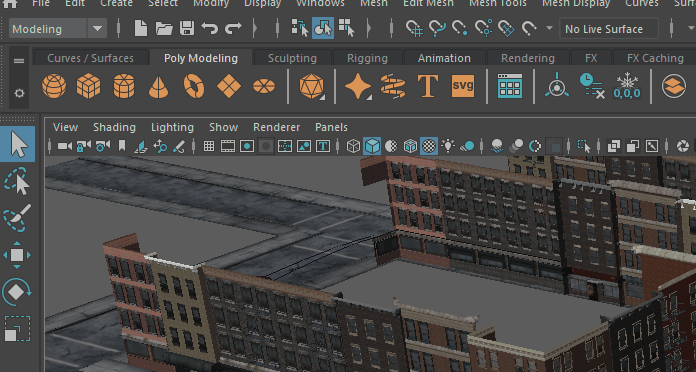 File Edit Create Select Modify Display Windows Mesh Edit Mesh Mesh Tools Mesh Display Curves
Modeling No Live Surface
Curves / Surfaces Poly Modeling Sculpting Rigging Animation Rendering FX FX Caching
T svg 0,0,0
View Shading Lighting Show Renderer Panels